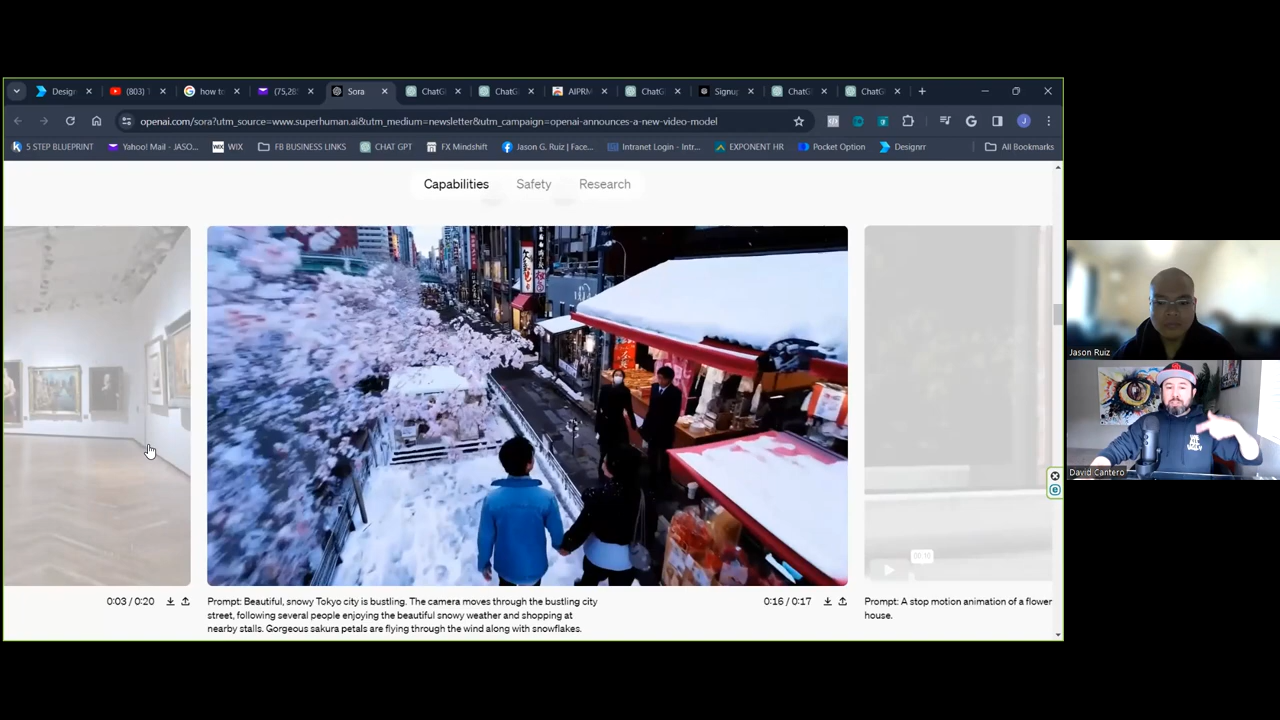 Design
(803) T
how to
(75,28
Sora
ChatG
ChatG
AIPRM
ChatG
Signup
ChatG
ChatG
openai.com/sora?utm_source=www.superhuman.ai&utm_medium=newsletter&utm_campaign=openai-announces-a-new-video-model
J
5 STEP BLUEPRINT
Yahoo! Mail - JASO...
WIX
WIX
FB BUSINESS LINKS
CHAT GPT
FX Mindshift
Jason G. Ruiz | Face...
Intranet Login - Intr...
EXPONENT HR
Pocket Option
Designrr
All Bookmarks
Capabilities
Safety
Research
00:10
0:03 / 0:20
Prompt: Beautiful, snowy Tokyo city is bustling. The camera moves through the bustling city
street, following several people enjoying the beautiful snowy weather and shopping at
nearby stalls. Gorgeous sakura petals are flying through the wind along with snowflakes.
0:16 / 0:17
Prompt: A stop motion animation of a flower
house.
Jason Ruiz
David Cantero